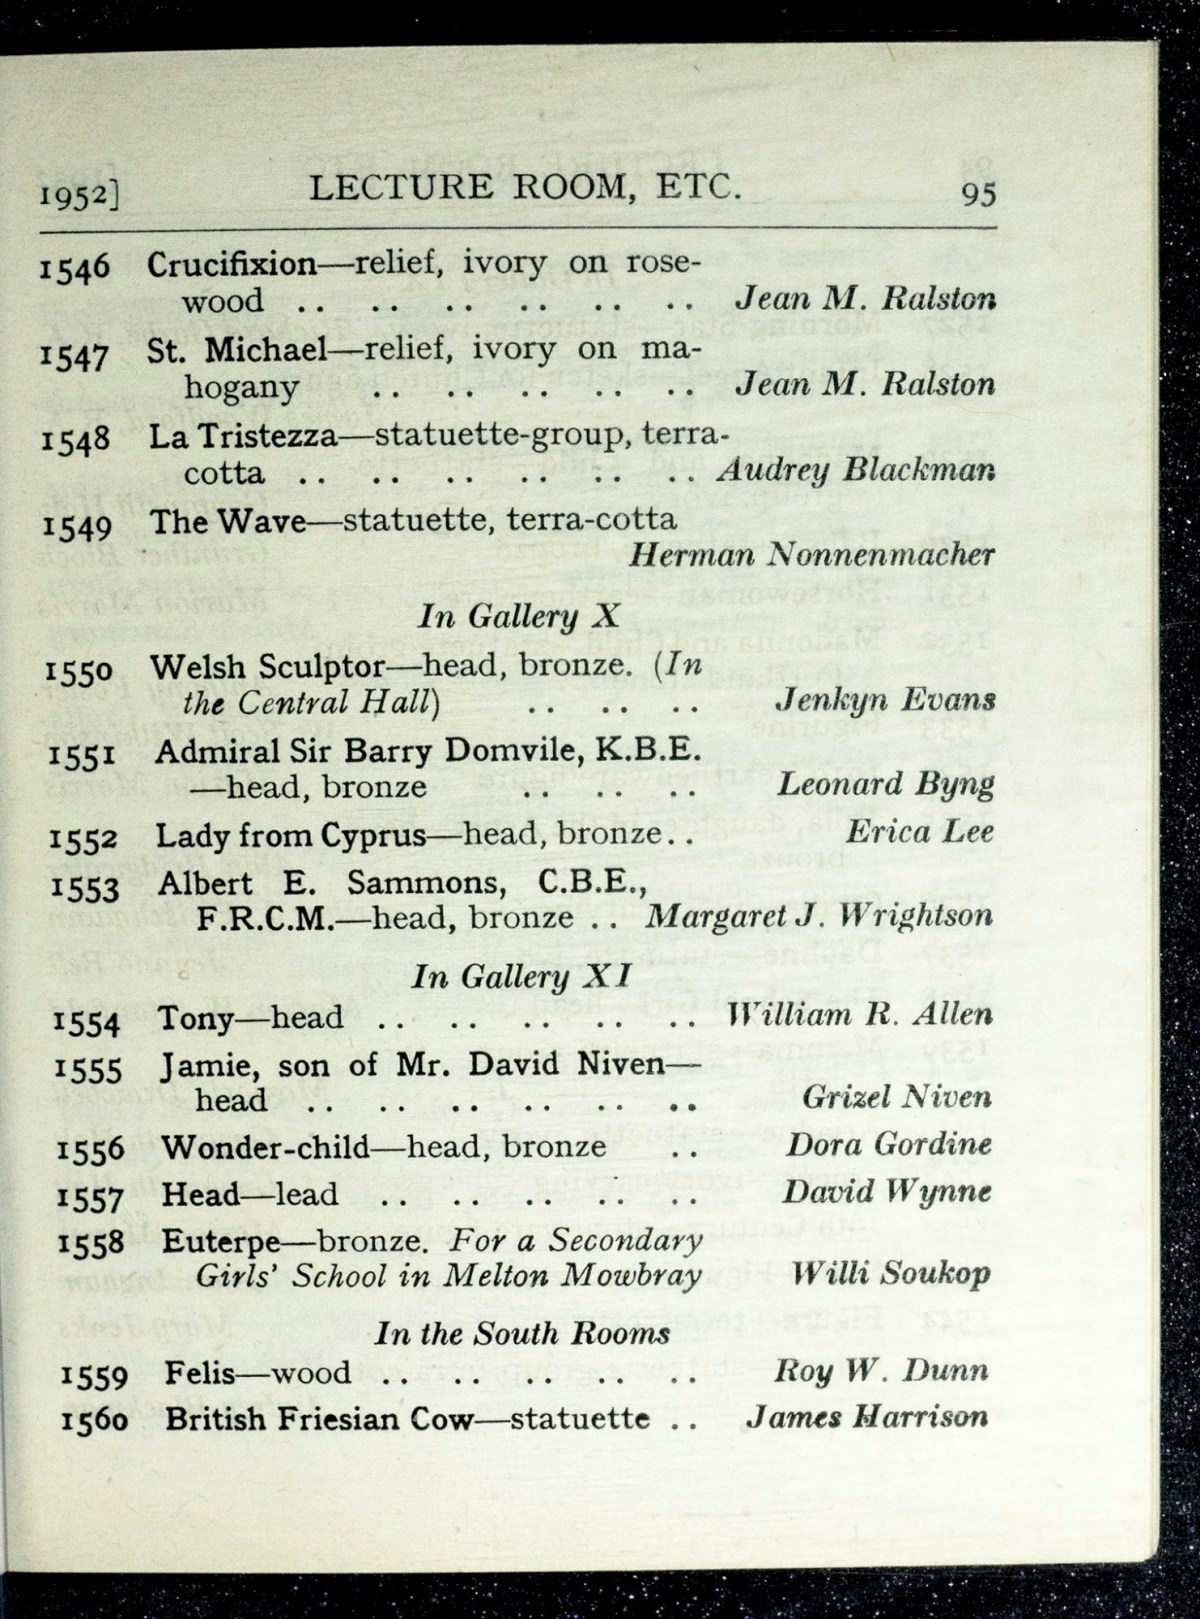 1952] LECTURE ROOM, ETC. 95
1546 Crucifixion—relief, ivory on rose-
wood .. .. .. .. .. .. Jean M. Ralston
1547 St. Michael—relief, ivory on ma-
hogany .. .. .. .. .. Jean M. Ralston
1548 La Tristezza—statuette-group, terra-
cotta .. .. .. .. .. .. Audrey Blackman
1549 The Wave—statuette, terra-cotta
Herman Nonnenmacher
In Gallery X
1550 Welsh Sculptor—head, bronze. (In
the Central Hall) .. .. .. Jenkyn Evans
1551 Admiral Sir Barry Domvile, K.B.E.
—head, bronze .. .. .. Leonard Byng
1552 Lady from Cyprus—head, bronze.. Erica Lee
1553 Albert E. Sammons, C.B.E.,
F.R.C.M.—head, bronze .. Margaret J. Wrightson
In Gallery XI
1554 Tony—head .. .. .. .. .. William R. Allen
1555 Jamie, son of Mr. David Niven—
head .. .. .. .. .. .. Grizel Niven
1556 Wonder-child—head, bronze .. Dora Gordine
1557 Head—lead .. .. .. .. .. David Wynne
1558 Euterpe—bronze. For a Secondary
Girls' School in Melton Mowbray Willi Soukop
In the South Rooms
1559 Felis—wood .. .. .. .. .. Roy W. Dunn
1560 British Friesian Cow—statuette .. James Harrison